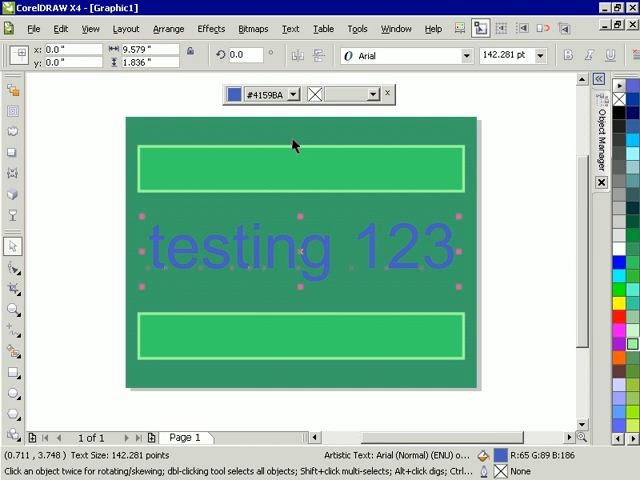 CorelDRAW X4 - [Graphic1]
File Edit View Layout Arrange Effects Bitmaps Text Table Tools Window Help
x: 0.0 " 9.579 " 0.0 Arial 142.281 pt B I U
y: 0.0 " 1.836 "
#4159BA x
Object Manager
testing 123
1 of 1 Page 1
(0.711 , 3.748 ) Text Size: 142.281 points Artistic Text: Arial (Normal) (ENU) o... R:65 G:89 B:186
Click an object twice for rotating/skewing; dbl-clicking tool selects all objects; Shift+click multi-selects; Alt+click digs; Ctrl... None